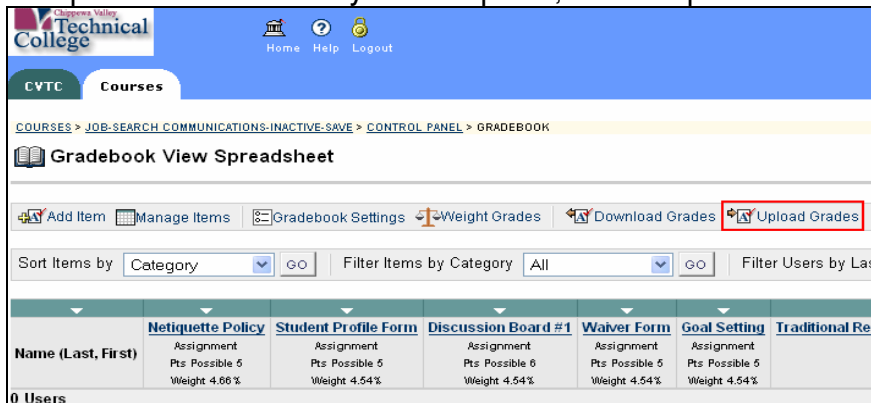 Chippewa Valley
Technical
College
Home Help Logout
CVTC Courses
COURSES > JOB-SEARCH COMMUNICATIONS-INACTIVE-SAVE > CONTROL PANEL > GRADEBOOK
Gradebook View Spreadsheet
Add Item Manage Items Gradebook Settings Weight Grades Download Grades Upload Grades
Sort Items by Category GO Filter Items by Category All GO Filter Users by Las
Netiquette Policy Student Profile Form Discussion Board #1 Waiver Form Goal Setting Traditional Re
Name (Last, First) Assignment Assignment Assignment Assignment Assignment
Pts Possible 5 Pts Possible 5 Pts Possible 6 Pts Possible 5 Pts Possible 5
Weight 4.66% Weight 4.54% Weight 4.54% Weight 4.54% Weight 4.54%
0 Users